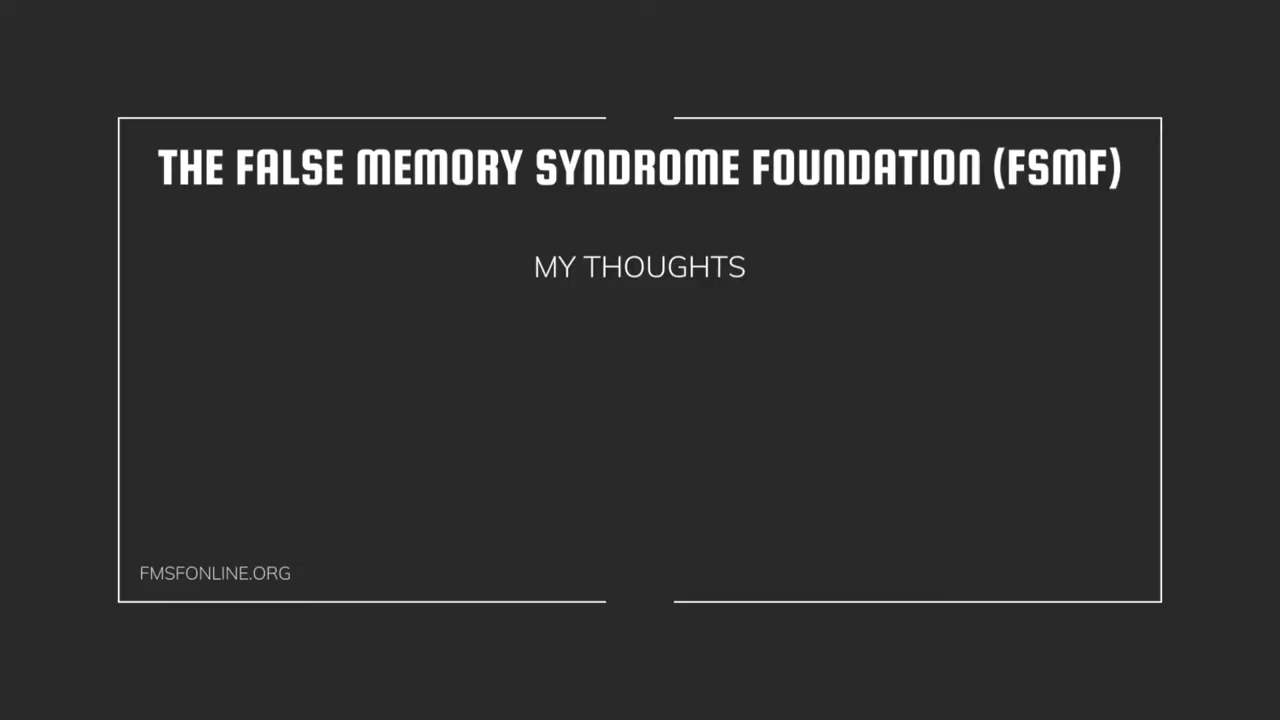 THE FALSE MEMORY SYNDROME FOUNDATION (FSMF)
MY THOUGHTS
FMSFONLINE.ORG